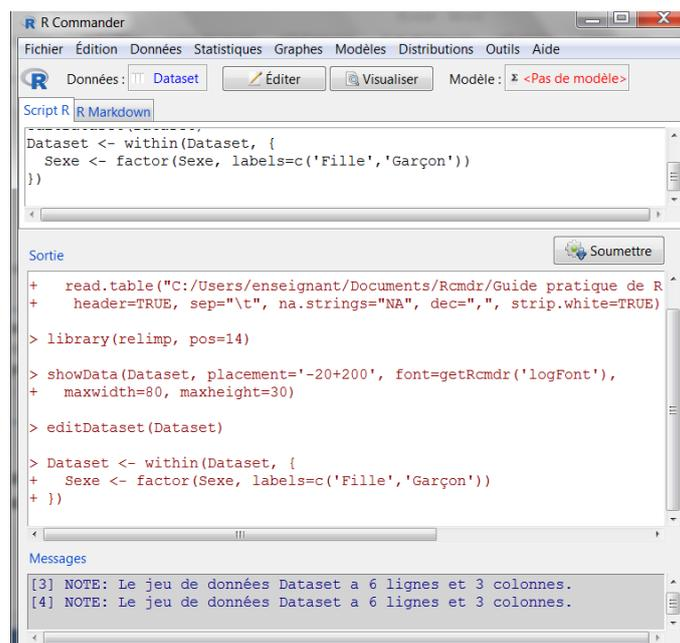 R Commander
Fichier Édition Données Statistiques Graphes Modèles Distributions Outils Aide
Données : Dataset Éditer Visualiser Modèle : Σ <Pas de modèle>
Script R R Markdown
Dataset <- within(Dataset, {
  Sexe <- factor(Sexe, labels=c('Fille','Garçon'))
})
Sortie Soumettre
+   read.table("C:/Users/enseignant/Documents/Rcmdr/Guide pratique de R
+    header=TRUE, sep="\t", na.strings="NA", dec=",", strip.white=TRUE)
> library(relimp, pos=14)
> showData(Dataset, placement='-20+200', font=getRcmdr('logFont'),
+   maxwidth=80, maxheight=30)
> editDataset(Dataset)
> Dataset <- within(Dataset, {
+   Sexe <- factor(Sexe, labels=c('Fille','Garçon'))
+ })
Messages
[3] NOTE: Le jeu de données Dataset a 6 lignes et 3 colonnes.
[4] NOTE: Le jeu de données Dataset a 6 lignes et 3 colonnes.